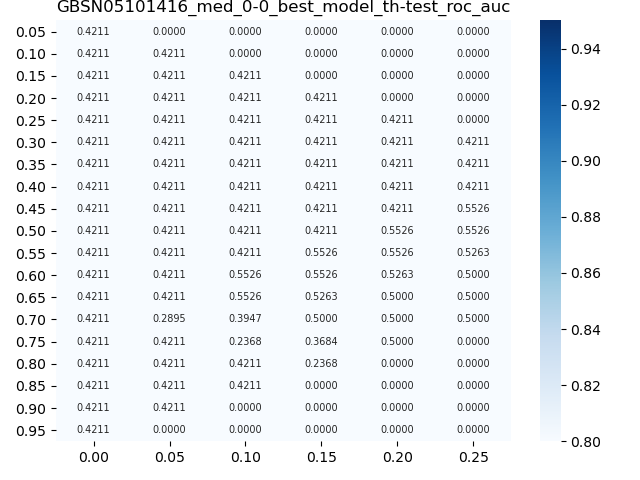 GBSN05101416_med_0-0_best_model_th-test_roc_auc
0.05 0.4211 0.0000 0.0000 0.0000 0.0000 0.0000
0.10 0.4211 0.4211 0.0000 0.0000 0.0000 0.0000
0.15 0.4211 0.4211 0.4211 0.0000 0.0000 0.0000
0.20 0.4211 0.4211 0.4211 0.4211 0.0000 0.0000
0.25 0.4211 0.4211 0.4211 0.4211 0.4211 0.0000
0.30 0.4211 0.4211 0.4211 0.4211 0.4211 0.4211
0.35 0.4211 0.4211 0.4211 0.4211 0.4211 0.4211
0.40 0.4211 0.4211 0.4211 0.4211 0.4211 0.4211
0.45 0.4211 0.4211 0.4211 0.4211 0.4211 0.5526
0.50 0.4211 0.4211 0.4211 0.4211 0.5526 0.5526
0.55 0.4211 0.4211 0.4211 0.5526 0.5526 0.5263
0.60 0.4211 0.4211 0.5526 0.5526 0.5263 0.5000
0.65 0.4211 0.4211 0.5526 0.5263 0.5000 0.5000
0.70 0.4211 0.2895 0.3947 0.5000 0.5000 0.5000
0.75 0.4211 0.4211 0.2368 0.3684 0.5000 0.0000
0.80 0.4211 0.4211 0.4211 0.2368 0.0000 0.0000
0.85 0.4211 0.4211 0.4211 0.0000 0.0000 0.0000
0.90 0.4211 0.4211 0.0000 0.0000 0.0000 0.0000
0.95 0.4211 0.0000 0.0000 0.0000 0.0000 0.0000
0.00 0.05 0.10 0.15 0.20 0.25
0.94
0.92
0.90
0.88
0.86
0.84
0.82
0.80